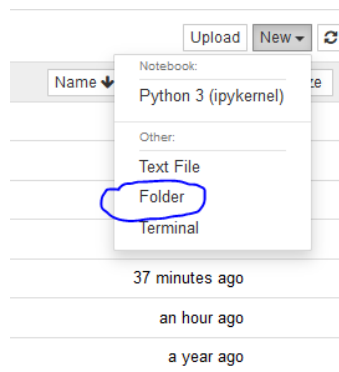 Upload New
Name ze
Notebook:
Python 3 (ipykernel)
Other:
Text File
Folder
Terminal
37 minutes ago
an hour ago
a year ago